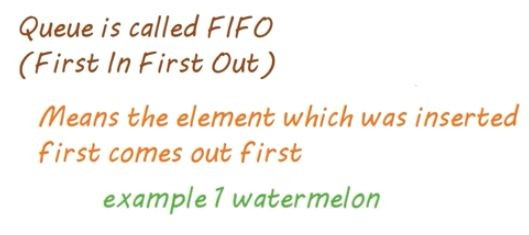 Queue is called FIFO
(First In First Out)
Means the element which was inserted
first comes out first
example 1 watermelon